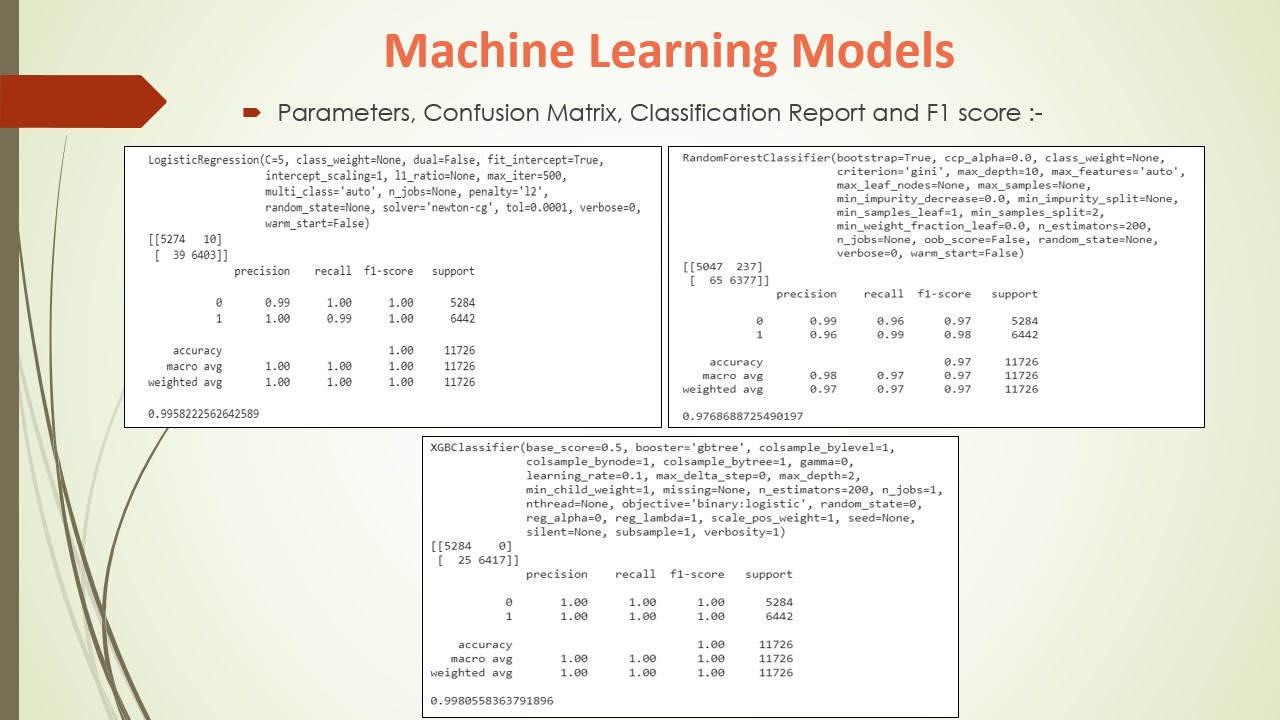 Machine Learning Models
Parameters, Confusion Matrix, Classification Report and F1 score :-
LogisticRegression(C=5, class_weight=None, dual=False, fit_intercept=True,
intercept_scaling=1, l1_ratio=None, max_iter=500,
multi_class='auto', n_jobs=None, penalty='l2',
random_state=None, solver='newton-cg', tol=0.0001, verbose=0,
warm_start=False)
[[5274 10]
[ 39 6403]]
precision recall f1-score support
0 0.99 1.00 1.00 5284
1 1.00 0.99 1.00 6442
accuracy 1.00 11726
macro avg 1.00 1.00 1.00 11726
weighted avg 1.00 1.00 1.00 11726
0.9958222562642589
RandomForestClassifier(bootstrap=True, ccp_alpha=0.0, class_weight=None,
criterion='gini', max_depth=10, max_features='auto',
max_leaf_nodes=None, max_samples=None,
min_impurity_decrease=0.0, min_impurity_split=None,
min_samples_leaf=1, min_samples_split=2,
min_weight_fraction_leaf=0.0, n_estimators=200,
n_jobs=None, oob_score=False, random_state=None,
verbose=0, warm_start=False)
[[5047 237]
[ 65 6377]]
precision recall f1-score support
0 0.99 0.96 0.97 5284
1 0.96 0.99 0.98 6442
accuracy 0.97 11726
macro avg 0.98 0.97 0.97 11726
weighted avg 0.97 0.97 0.97 11726
0.9768688725490197
XGBClassifier(base_score=0.5, booster='gbtree', colsample_bylevel=1,
colsample_bynode=1, colsample_bytree=1, gamma=0,
learning_rate=0.1, max_delta_step=0, max_depth=2,
min_child_weight=1, missing=None, n_estimators=200, n_jobs=1,
nthread=None, objective='binary:logistic', random_state=0,
reg_alpha=0, reg_lambda=1, scale_pos_weight=1, seed=None,
silent=None, subsample=1, verbosity=1)
[[5284 0]
[ 25 6417]]
precision recall f1-score support
0 1.00 1.00 1.00 5284
1 1.00 1.00 1.00 6442
accuracy 1.00 11726
macro avg 1.00 1.00 1.00 11726
weighted avg 1.00 1.00 1.00 11726
0.9980558363791896